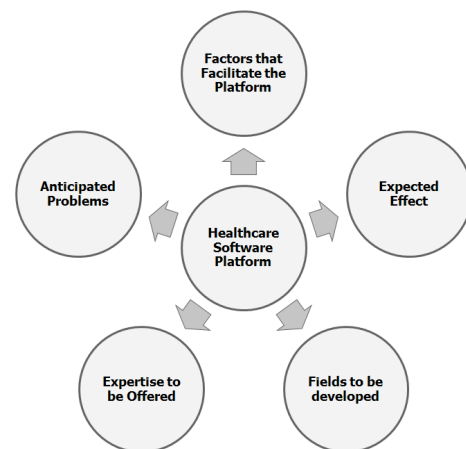 Factors that
Facilitate the
Platform
Anticipated
Problems
Expected
Effect
Healthcare
Software
Platform
Expertise to
be Offered
Fields to be
developed